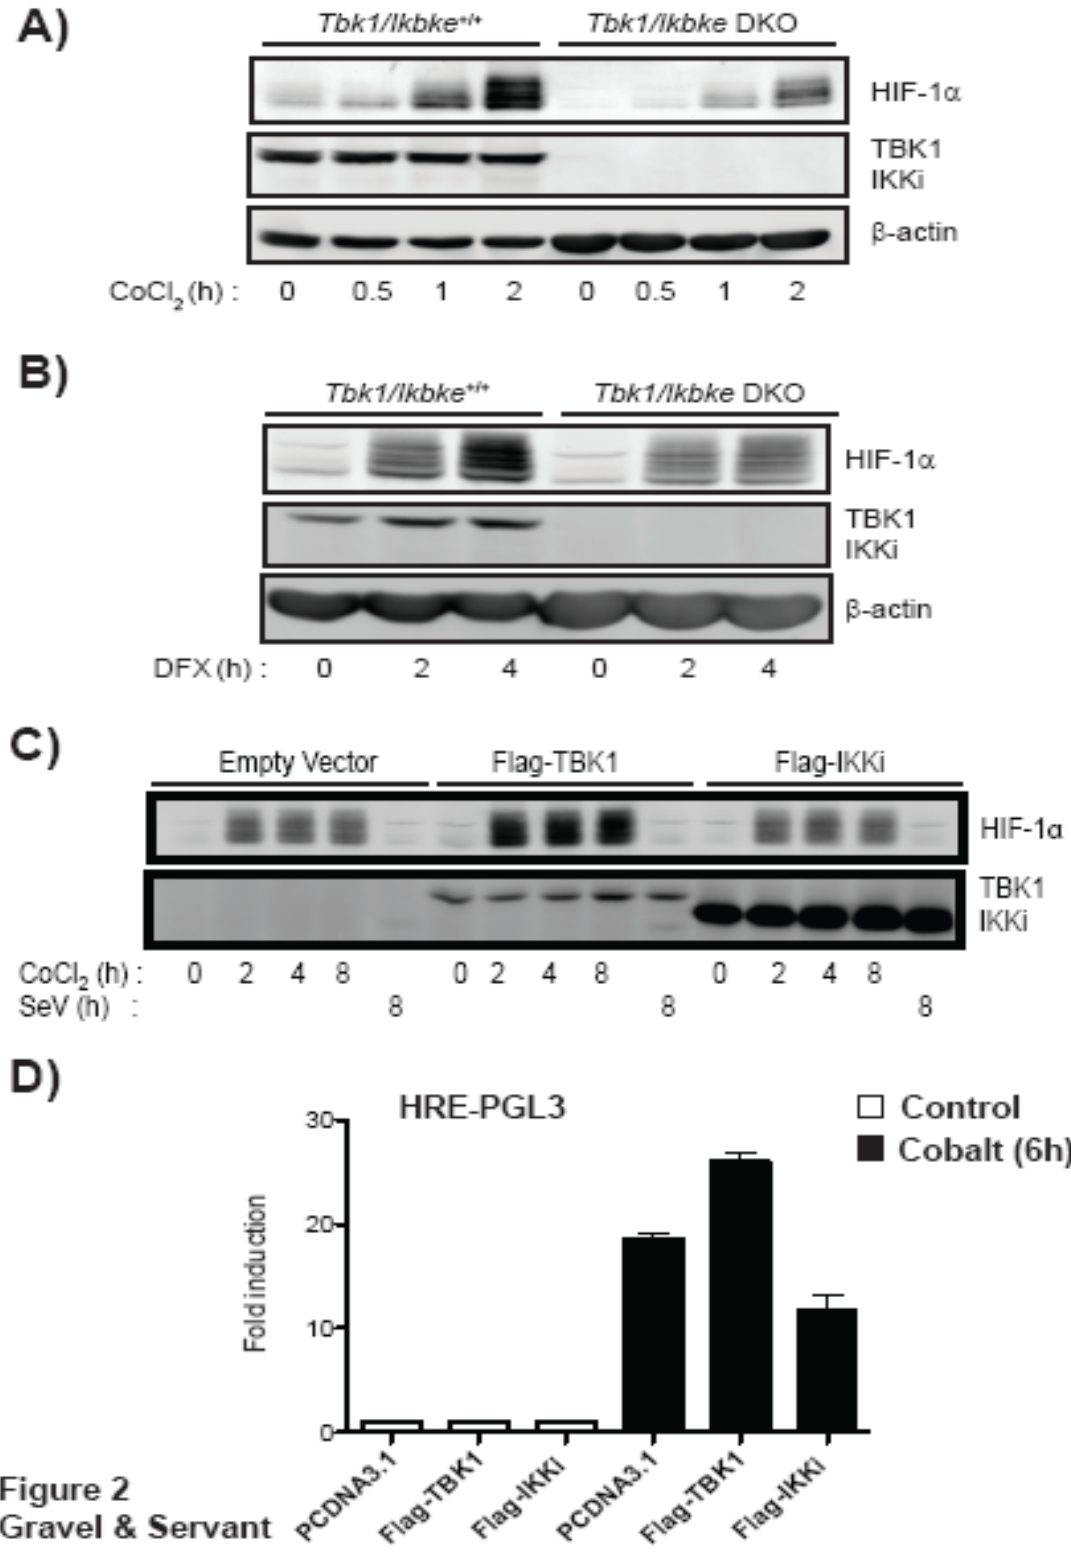 A)
Tbk1/Ikbke+/+ Tbk1/Ikbke DKO
HIF-1α
TBK1
IKKi
β-actin
CoCl2 (h) : 0 0.5 1 2 0 0.5 1 2
B)
Tbk1/Ikbke+/+ Tbk1/Ikbke DKO
HIF-1α
TBK1
IKKi
β-actin
DFX (h) : 0 2 4 0 2 4
C)
Empty Vector Flag-TBK1 Flag-IKKi
HIF-1α
TBK1
IKKi
CoCl2 (h) : 0 2 4 8 0 2 4 8 0 2 4 8
SeV (h) : 8 8 8
D)
HRE-PGL3
Control
Cobalt (6h)
Fold induction
30
20
10
0
PCDNA3.1 Flag-TBK1 Flag-IKKi PCDNA3.1 Flag-TBK1 Flag-IKKi
Figure 2
Gravel & Servant